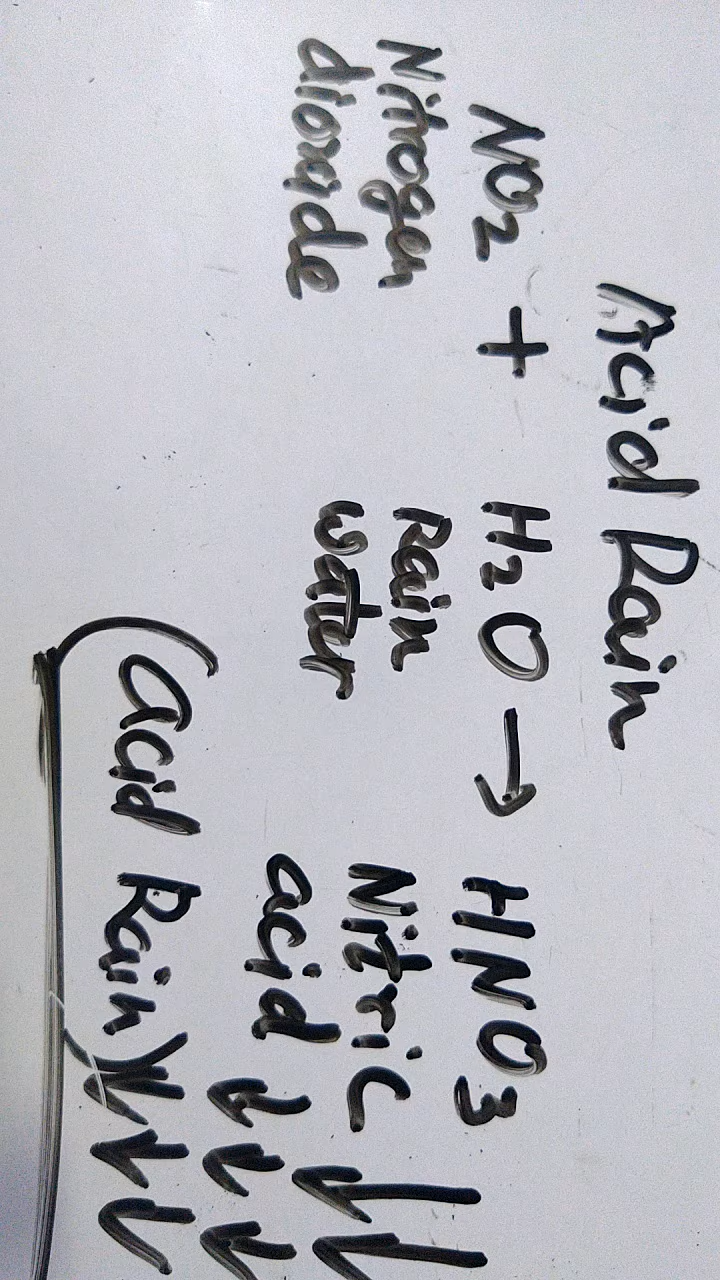 Acid Rain
NO2 + H2O → HNO3
Nitrogen Rain Nitric
dioxide water acid
(acid Rain)